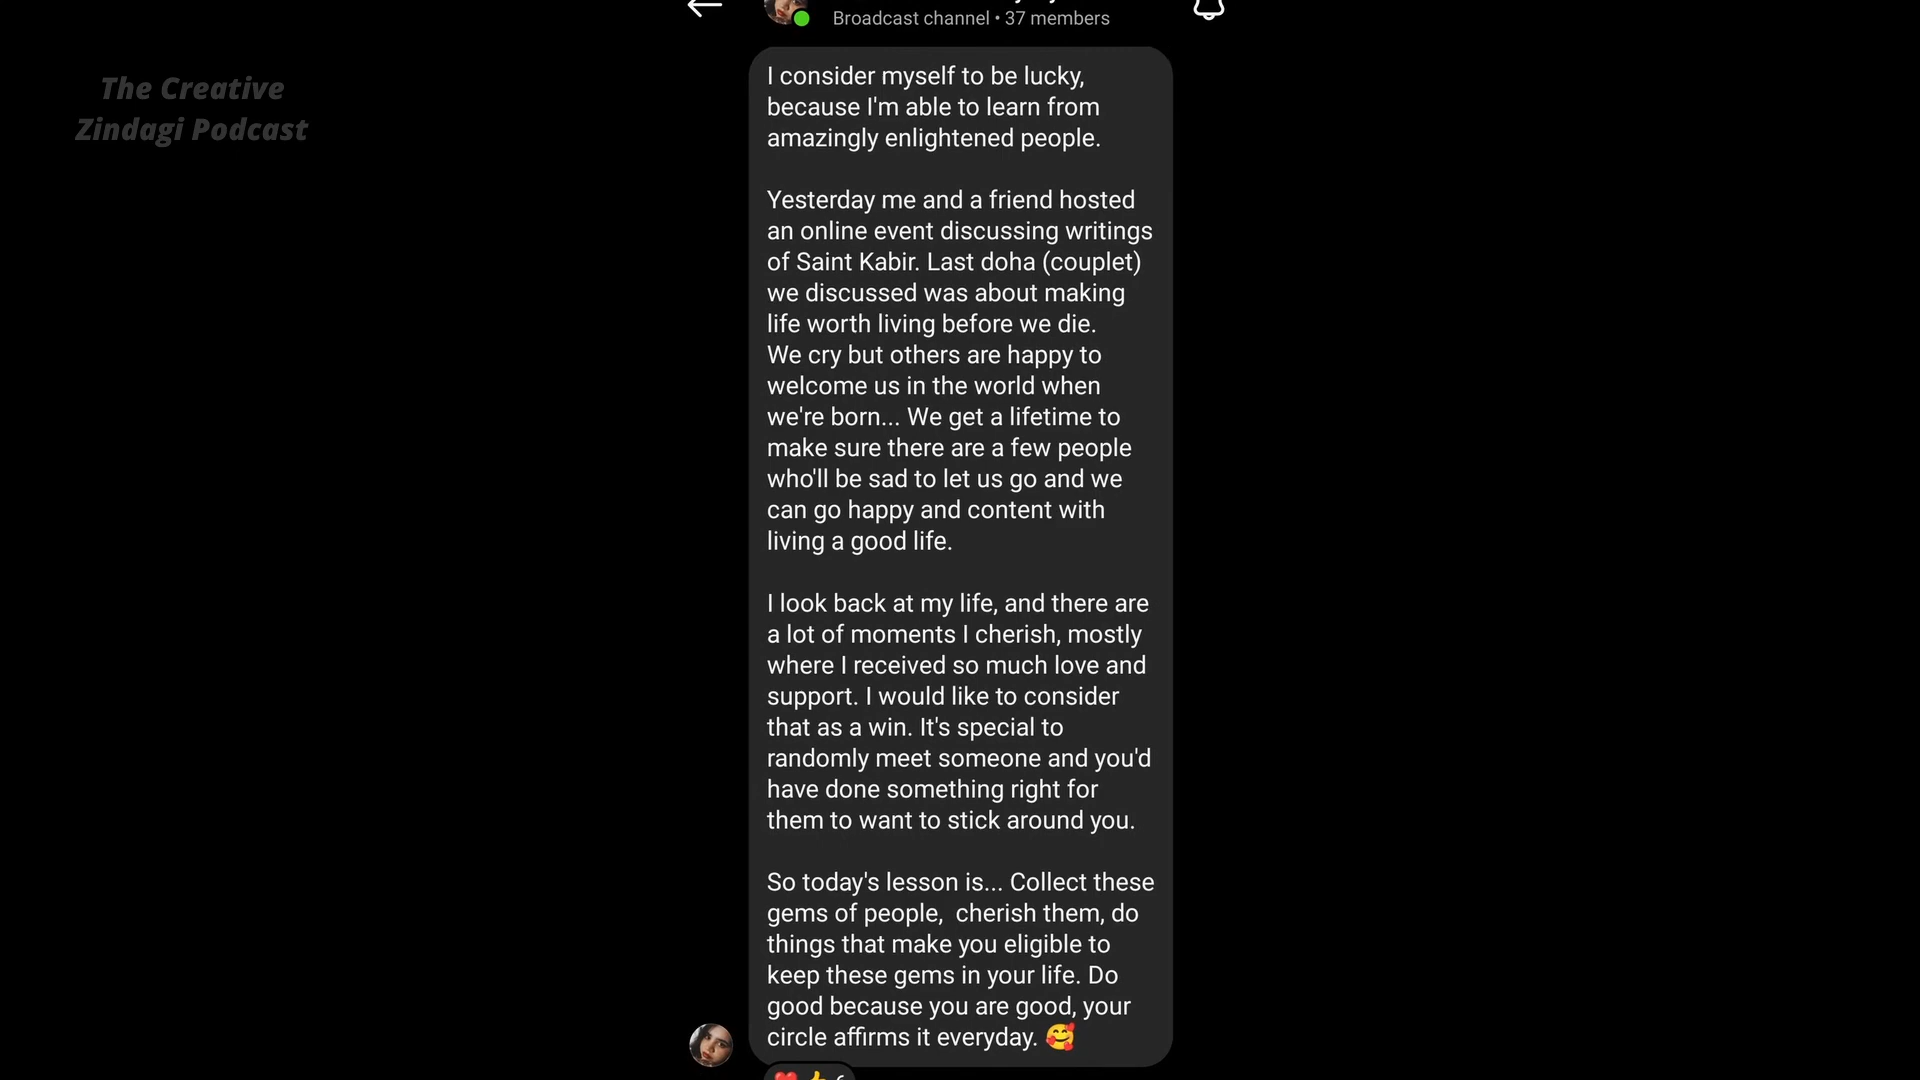 Broadcast channel • 37 members
The Creative
Zindagi Podcast
I consider myself to be lucky,
because I'm able to learn from
amazingly enlightened people.
Yesterday me and a friend hosted
an online event discussing writings
of Saint Kabir. Last doha (couplet)
we discussed was about making
life worth living before we die.
We cry but others are happy to
welcome us in the world when
we're born... We get a lifetime to
make sure there are a few people
who'll be sad to let us go and we
can go happy and content with
living a good life.
I look back at my life, and there are
a lot of moments I cherish, mostly
where I received so much love and
support. I would like to consider
that as a win. It's special to
randomly meet someone and you'd
have done something right for
them to want to stick around you.
So today's lesson is... Collect these
gems of people,  cherish them, do
things that make you eligible to
keep these gems in your life. Do
good because you are good, your
circle affirms it everyday. 🥰